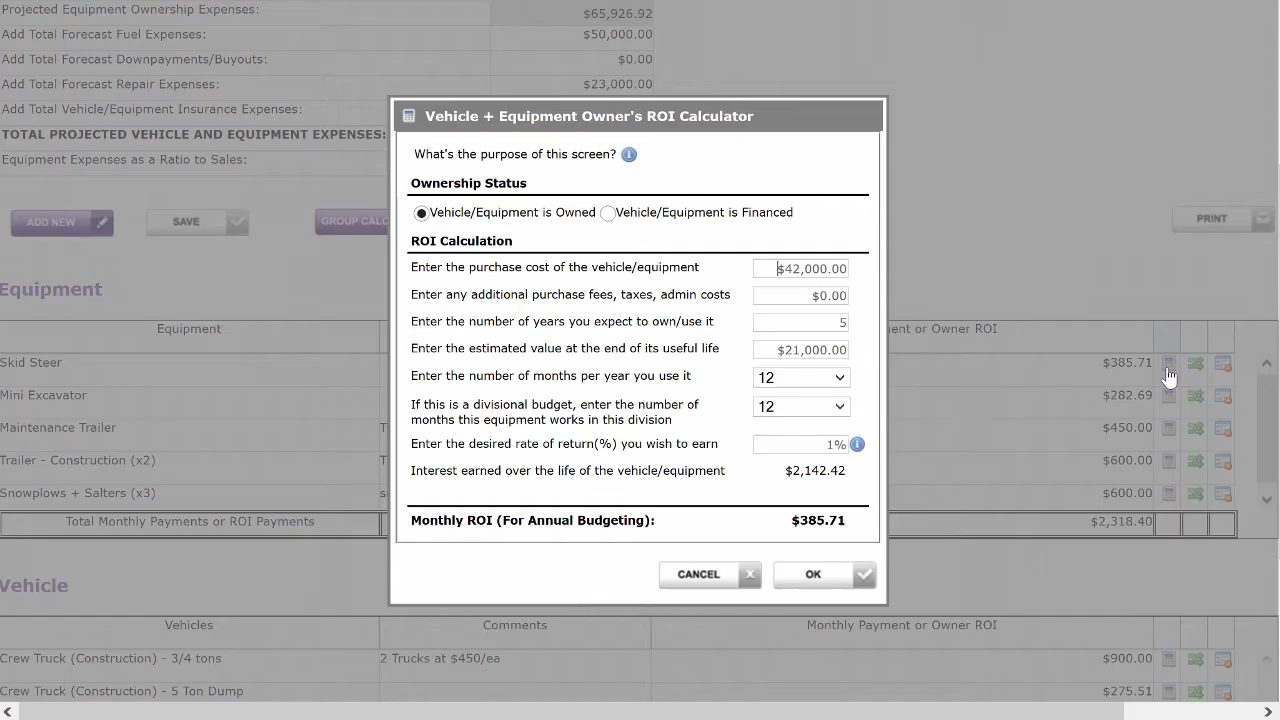 Projected Equipment Ownership Expenses: $65,926.92
Add Total Forecast Fuel Expenses: $50,000.00
Add Total Forecast Downpayments/Buyouts: $0.00
Add Total Forecast Repair Expenses: $23,000.00
Add Total Vehicle/Equipment Insurance Expenses:
TOTAL PROJECTED VEHICLE AND EQUIPMENT EXPENSES:
Equipment Expenses as a Ratio to Sales:
ADD NEW SAVE GROUP CALC PRINT
Vehicle + Equipment Owner's ROI Calculator
What's the purpose of this screen?
Ownership Status
Vehicle/Equipment is Owned Vehicle/Equipment is Financed
ROI Calculation
Enter the purchase cost of the vehicle/equipment $42,000.00
Enter any additional purchase fees, taxes, admin costs $0.00
Enter the number of years you expect to own/use it 5
Enter the estimated value at the end of its useful life $21,000.00
Enter the number of months per year you use it 12
If this is a divisional budget, enter the number of
months this equipment works in this division 12
Enter the desired rate of return(%) you wish to earn 1%
Interest earned over the life of the vehicle/equipment $2,142.42
Monthly ROI (For Annual Budgeting): $385.71
CANCEL X OK
Equipment
Equipment or Owner ROI
Skid Steer $385.71
Mini Excavator $282.69
Maintenance Trailer $450.00
Trailer - Construction (x2) $600.00
Snowplows + Salters (x3) $600.00
Total Monthly Payments or ROI Payments $2,318.40
Vehicle
Vehicles Comments Monthly Payment or Owner ROI
Crew Truck (Construction) - 3/4 tons 2 Trucks at $450/ea $900.00
Crew Truck (Construction) - 5 Ton Dump $275.51